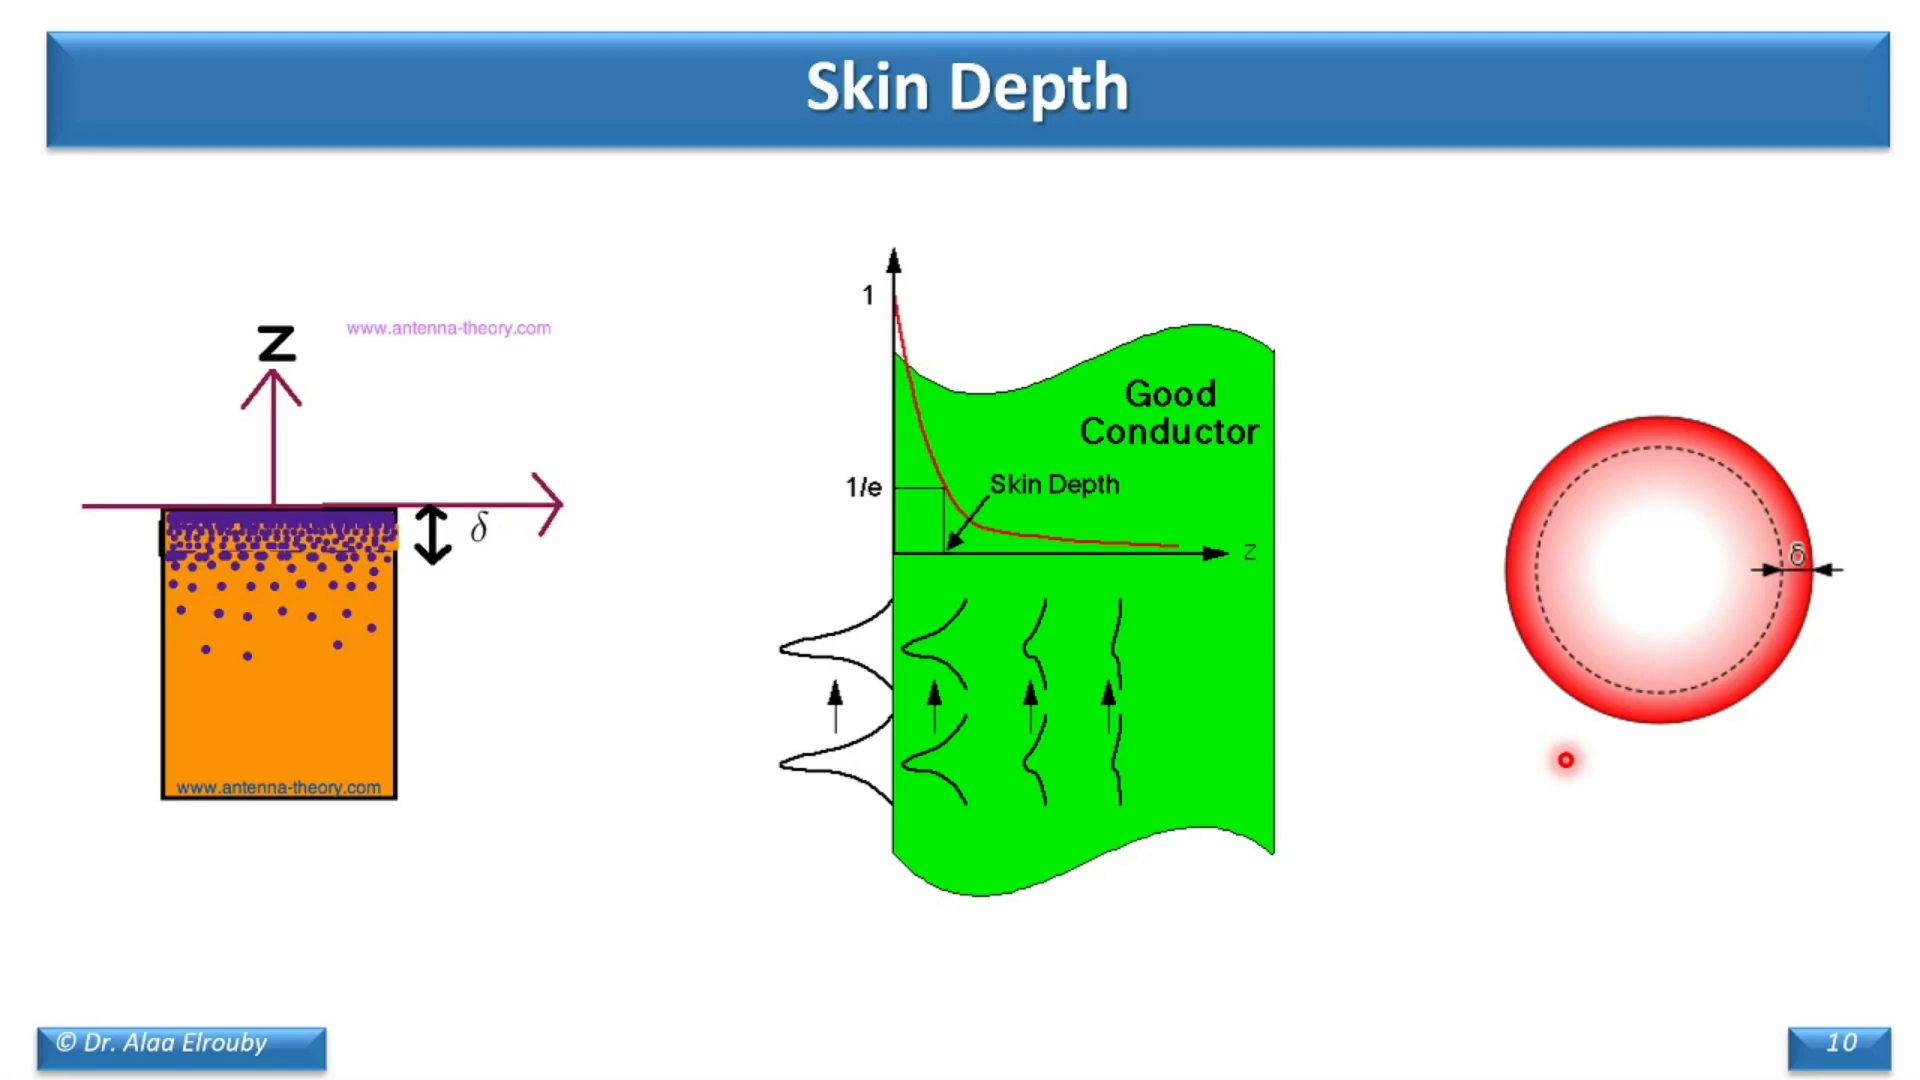 Skin Depth
Z
www.antenna-theory.com
δ
www.antenna-theory.com
1
Good
Conductor
1/e
Skin Depth
z
δ
© Dr. Alaa Elrouby
10